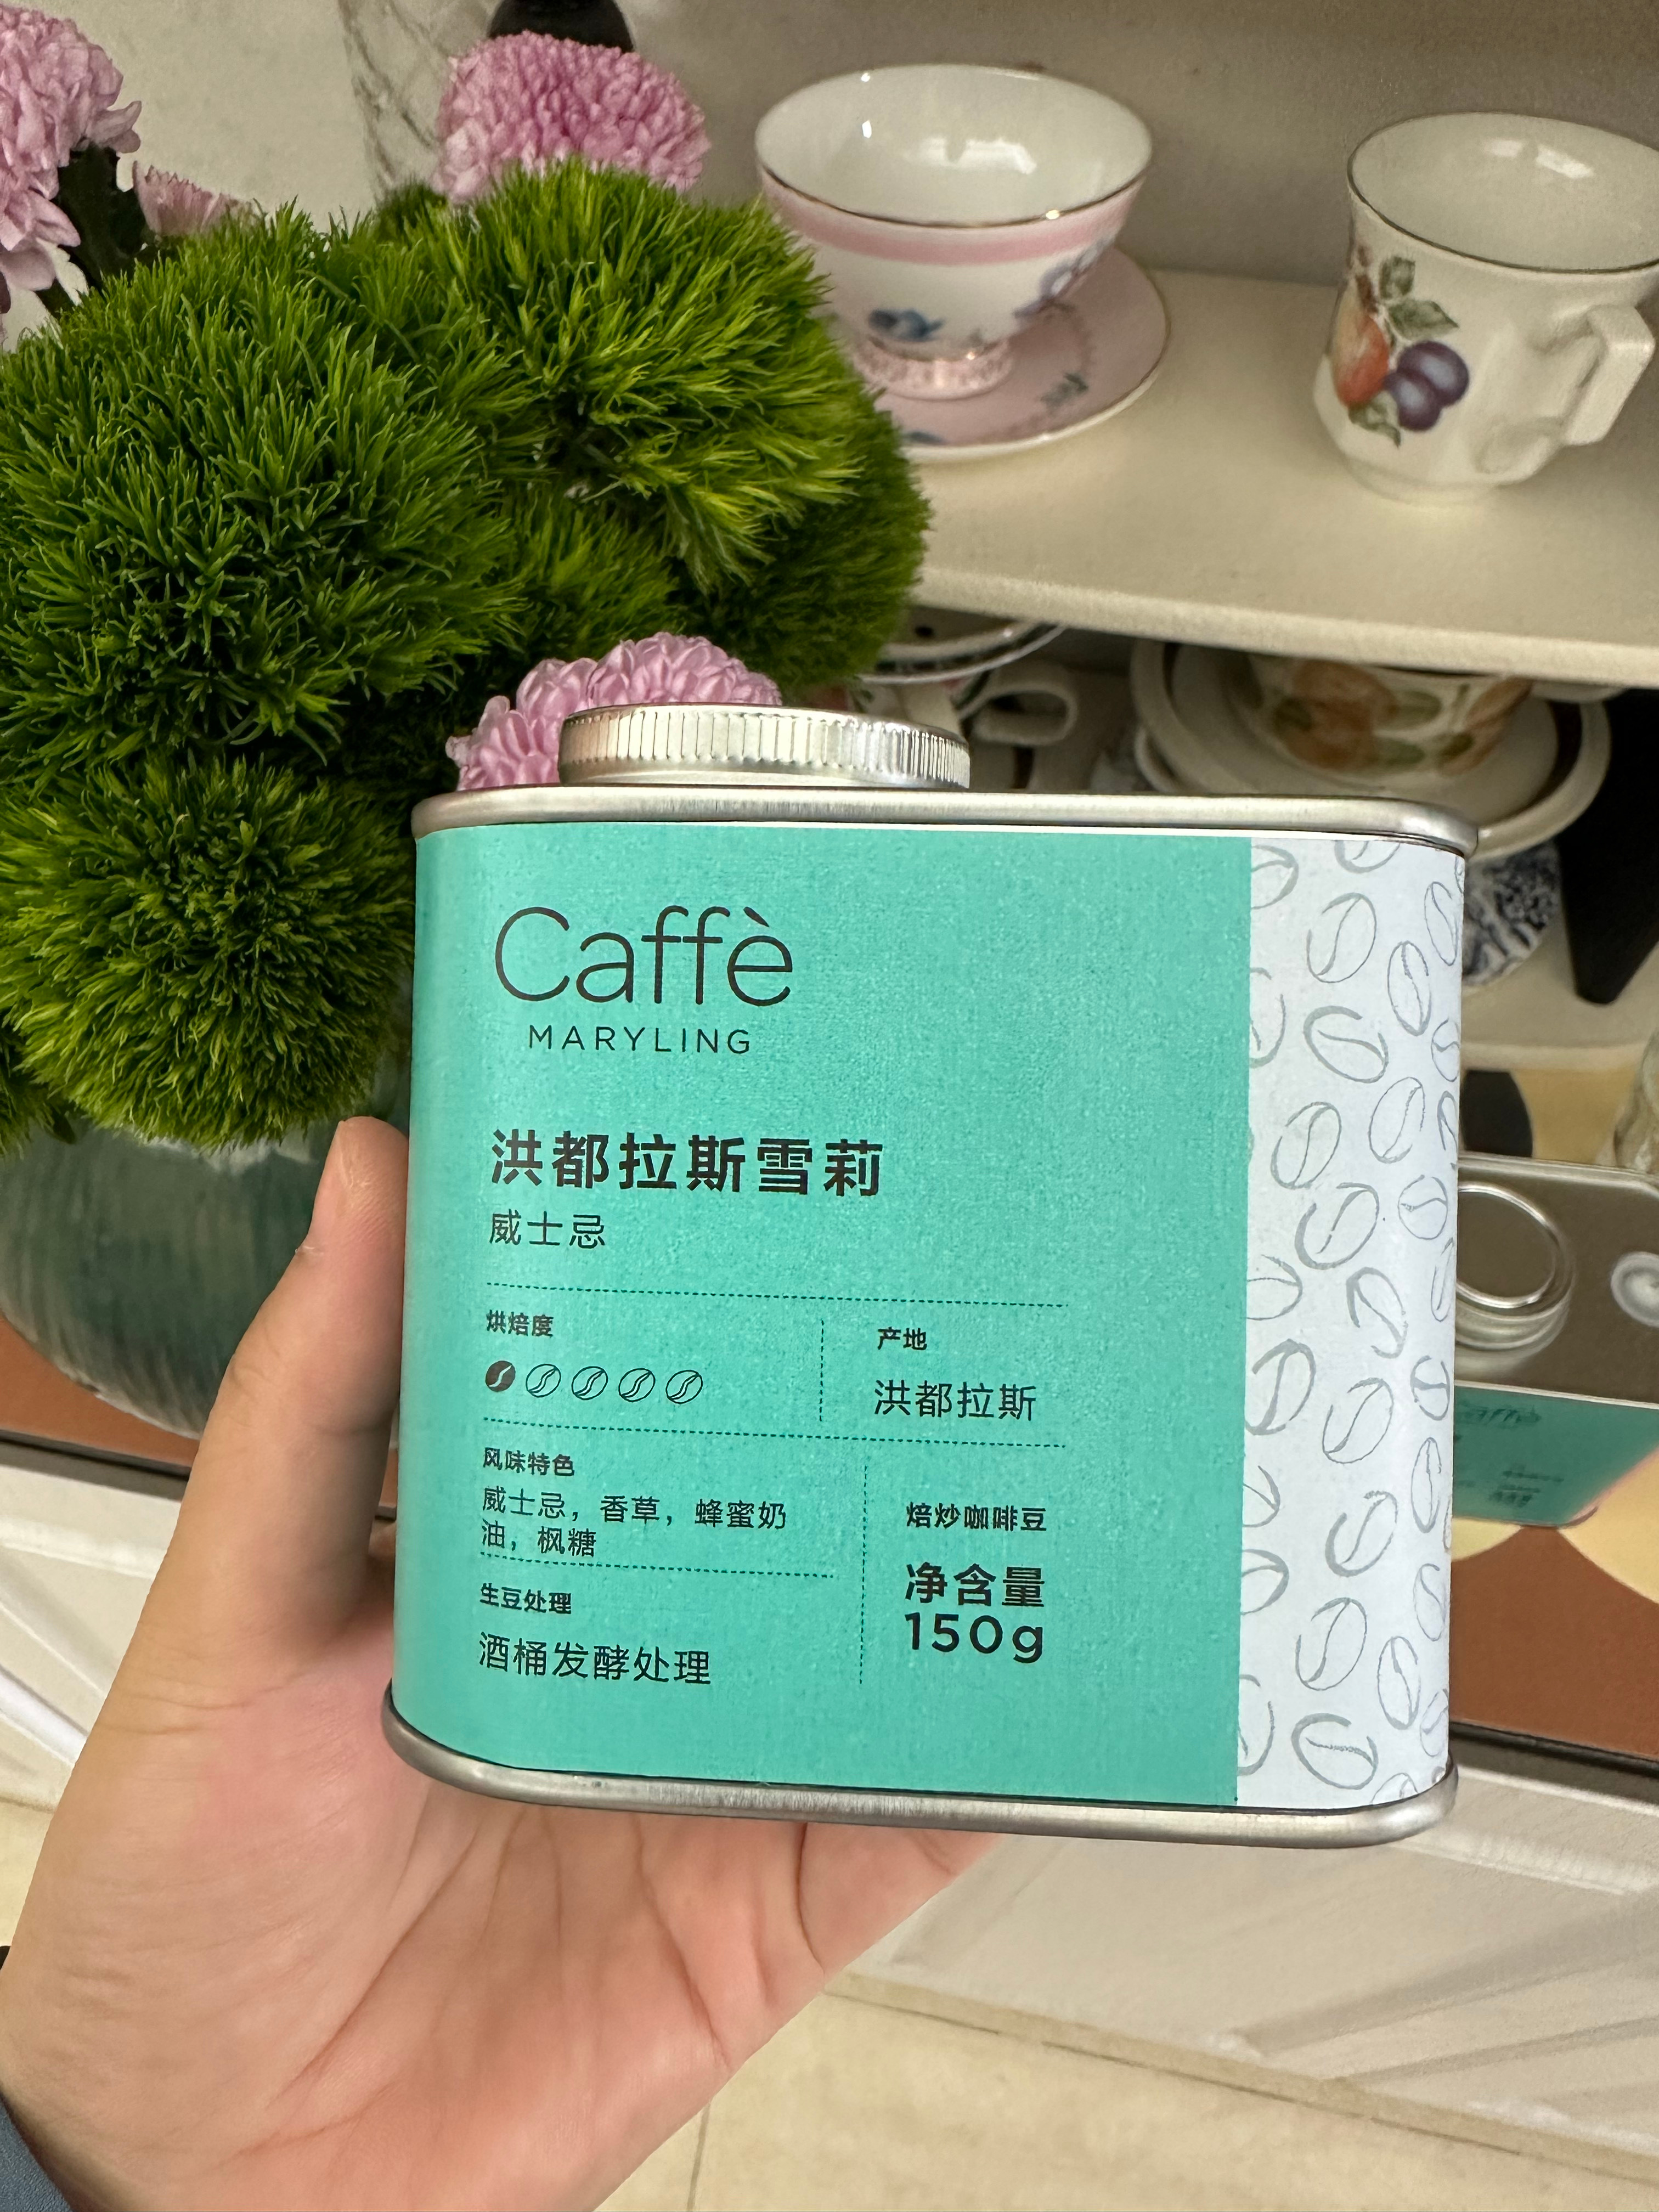 Caffè
MARYLING
洪都拉斯雪莉
威士忌
烘焙度
产地
洪都拉斯
风味特色
威士忌，香草，蜂蜜奶
油，枫糖
生豆处理
酒桶发酵处理
焙炒咖啡豆
净含量
150g